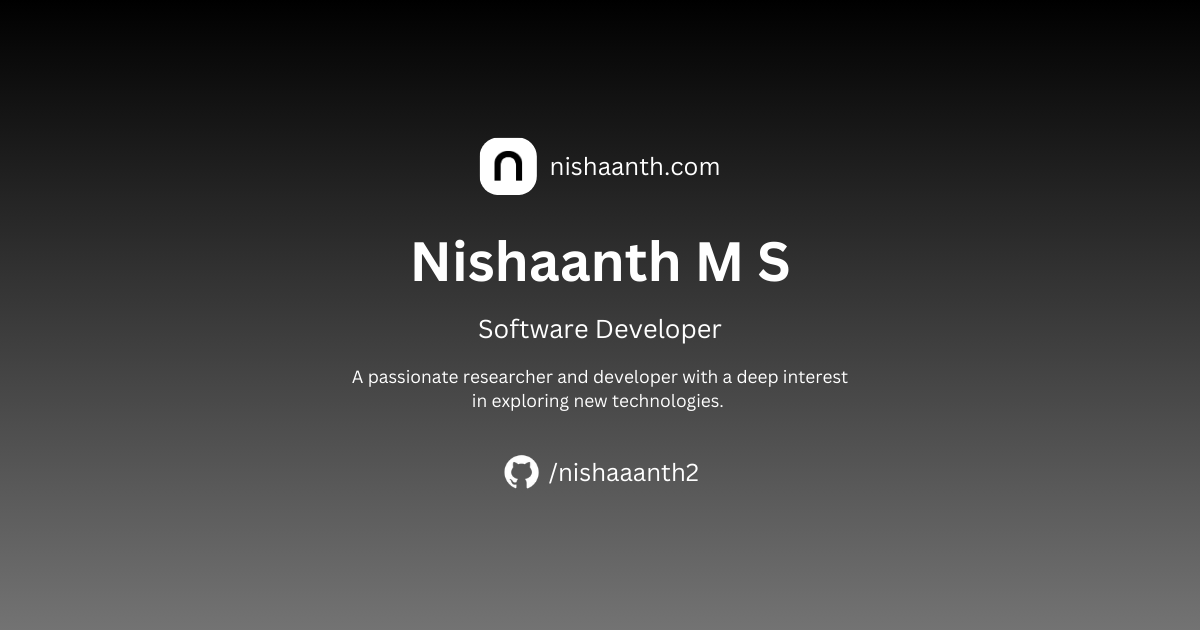 n nishaanth.com
Nishaanth M S
Software Developer
A passionate researcher and developer with a deep interest
in exploring new technologies.
/nishaaanth2